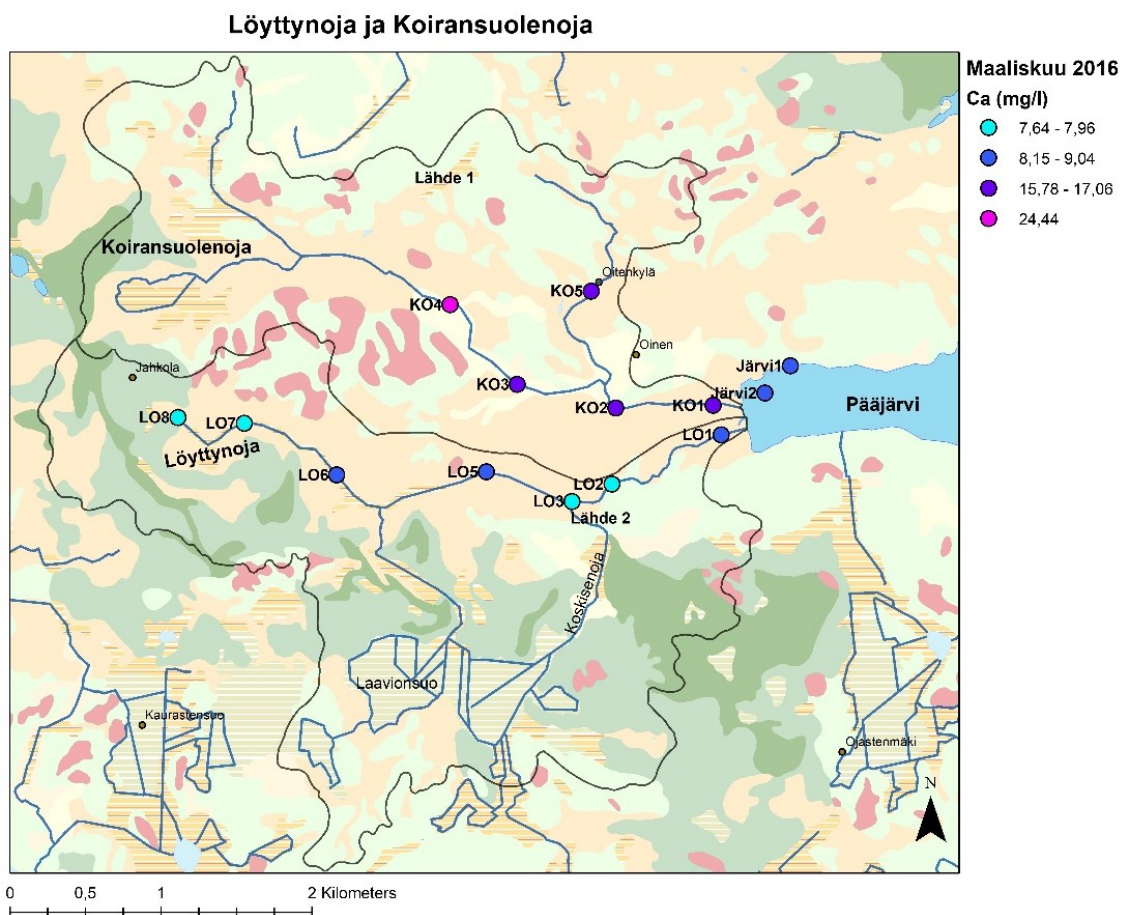 Löyttynoja ja Koiransuolenoja
Maaliskuu 2016
Ca (mg/l)
7,64 - 7,96
8,15 - 9,04
15,78 - 17,06
24,44
Lähde 1
Koiransuolenoja
Oitenkylä
KO5
KO4
Oinen
Järvi1
Jahkola
KO3
Järvi2
Pääjärvi
KO2
KO1
LO8
LO7
LO1
Löyttynoja
LO6
LO5
LO2
LO3
Lähde 2
Koskisenoja
Laavionsuo
Kaurastensuo
Ojastenmäki
N
0 0,5 1 2 Kilometers